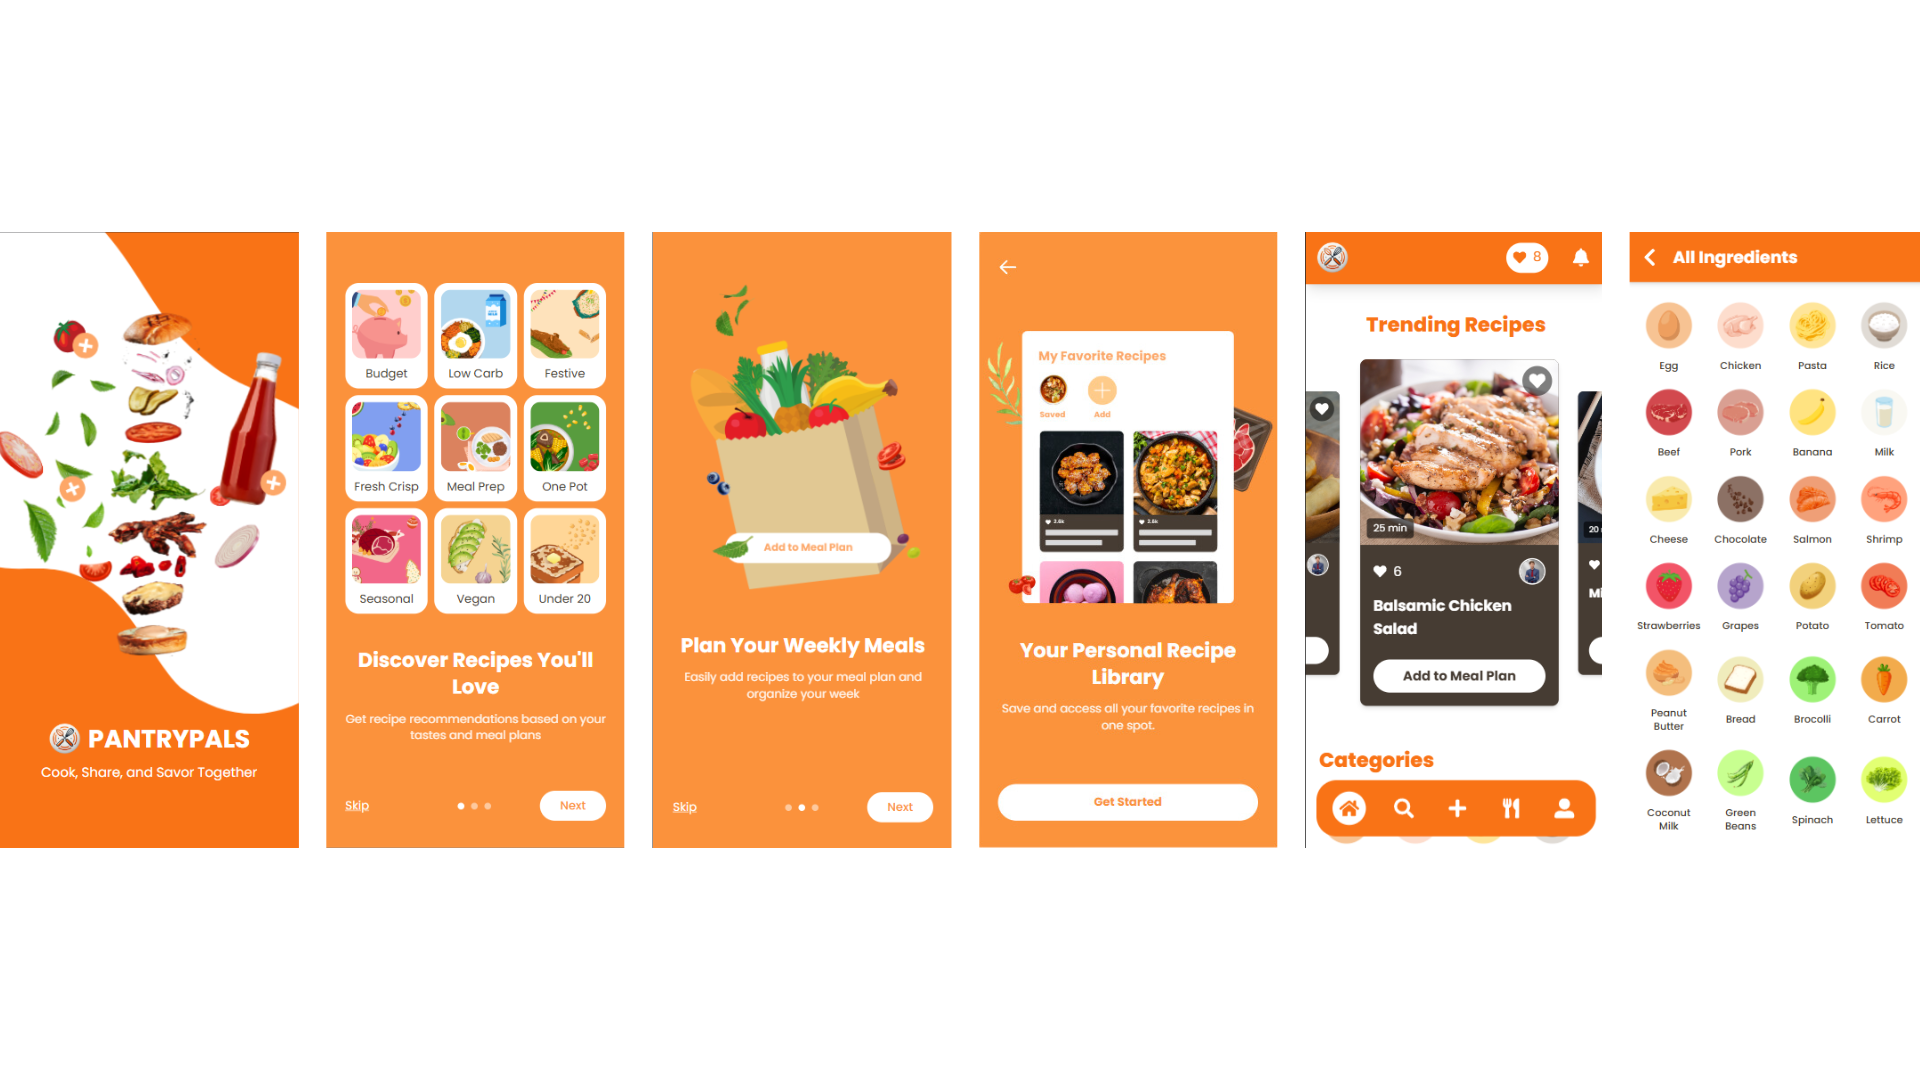 PANTRYPALS
Cook, Share, and Savor Together
Budget
Low Carb
Festive
Fresh Crisp
Meal Prep
One Pot
Seasonal
Vegan
Under 20
Discover Recipes You'll
Love
Get recipe recommendations based on your
tastes and meal plans
Skip
Next
Add to Meal Plan
Plan Your Weekly Meals
Easily add recipes to your meal plan and
organize your week
Skip
Next
My Favorite Recipes
Saved
Add
3.6k
3.6k
Your Personal Recipe
Library
Save and access all your favorite recipes in
one spot.
Get Started
8
Trending Recipes
25 min
20
6
Mi
Balsamic Chicken
Salad
Add to Meal Plan
Categories
All Ingredients
Egg
Chicken
Pasta
Rice
Beef
Pork
Banana
Milk
Cheese
Chocolate
Salmon
Shrimp
Strawberries
Grapes
Potato
Tomato
Peanut
Butter
Bread
Brocolli
Carrot
Coconut
Milk
Green
Beans
Spinach
Lettuce